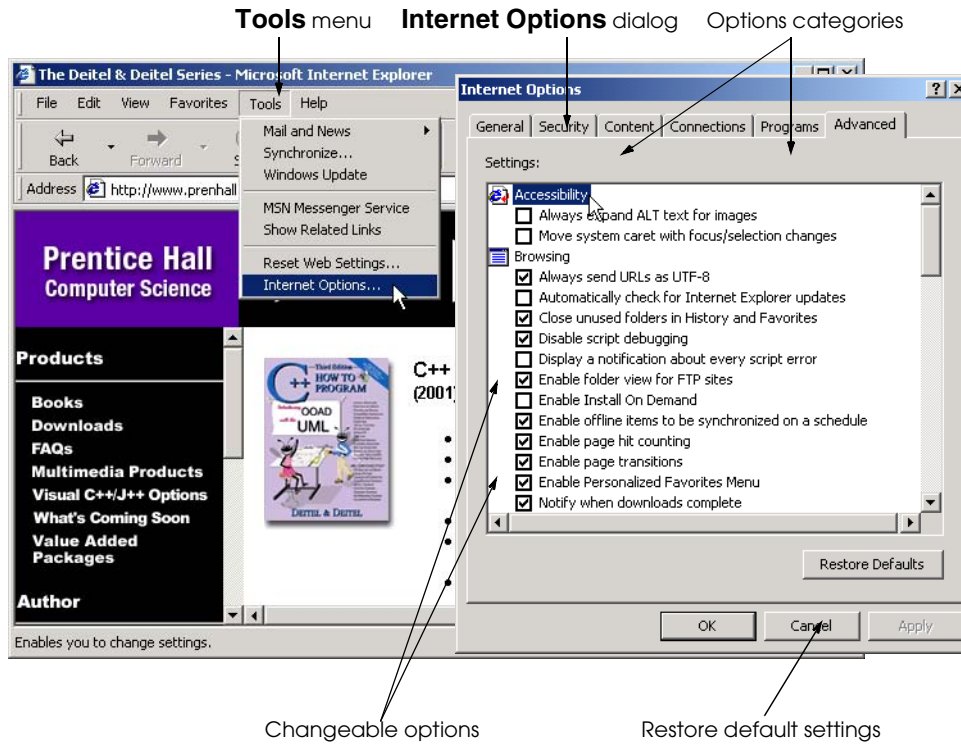 Tools menu Internet Options dialog Options categories
The Deitel & Deitel Series - Microsoft Internet Explorer
File Edit View Favorites Tools Help
Back Forward
Address http://www.prenhall
Mail and News
Synchronize...
Windows Update
MSN Messenger Service
Show Related Links
Reset Web Settings...
Internet Options...
Prentice Hall
Computer Science
Products
Books
Downloads
FAQs
Multimedia Products
Visual C++/J++ Options
What's Coming Soon
Value Added
Packages
Author
C++
(2001)
Third Edition
C++
HOW TO
PROGRAM
OOAD
UML
DEITEL & DEITEL
Enables you to change settings.
Internet Options
General Security Content Connections Programs Advanced
Settings:
Accessibility
Always expand ALT text for images
Move system caret with focus/selection changes
Browsing
Always send URLs as UTF-8
Automatically check for Internet Explorer updates
Close unused folders in History and Favorites
Disable script debugging
Display a notification about every script error
Enable folder view for FTP sites
Enable Install On Demand
Enable offline items to be synchronized on a schedule
Enable page hit counting
Enable page transitions
Enable Personalized Favorites Menu
Notify when downloads complete
Restore Defaults
OK Cancel Apply
Changeable options Restore default settings